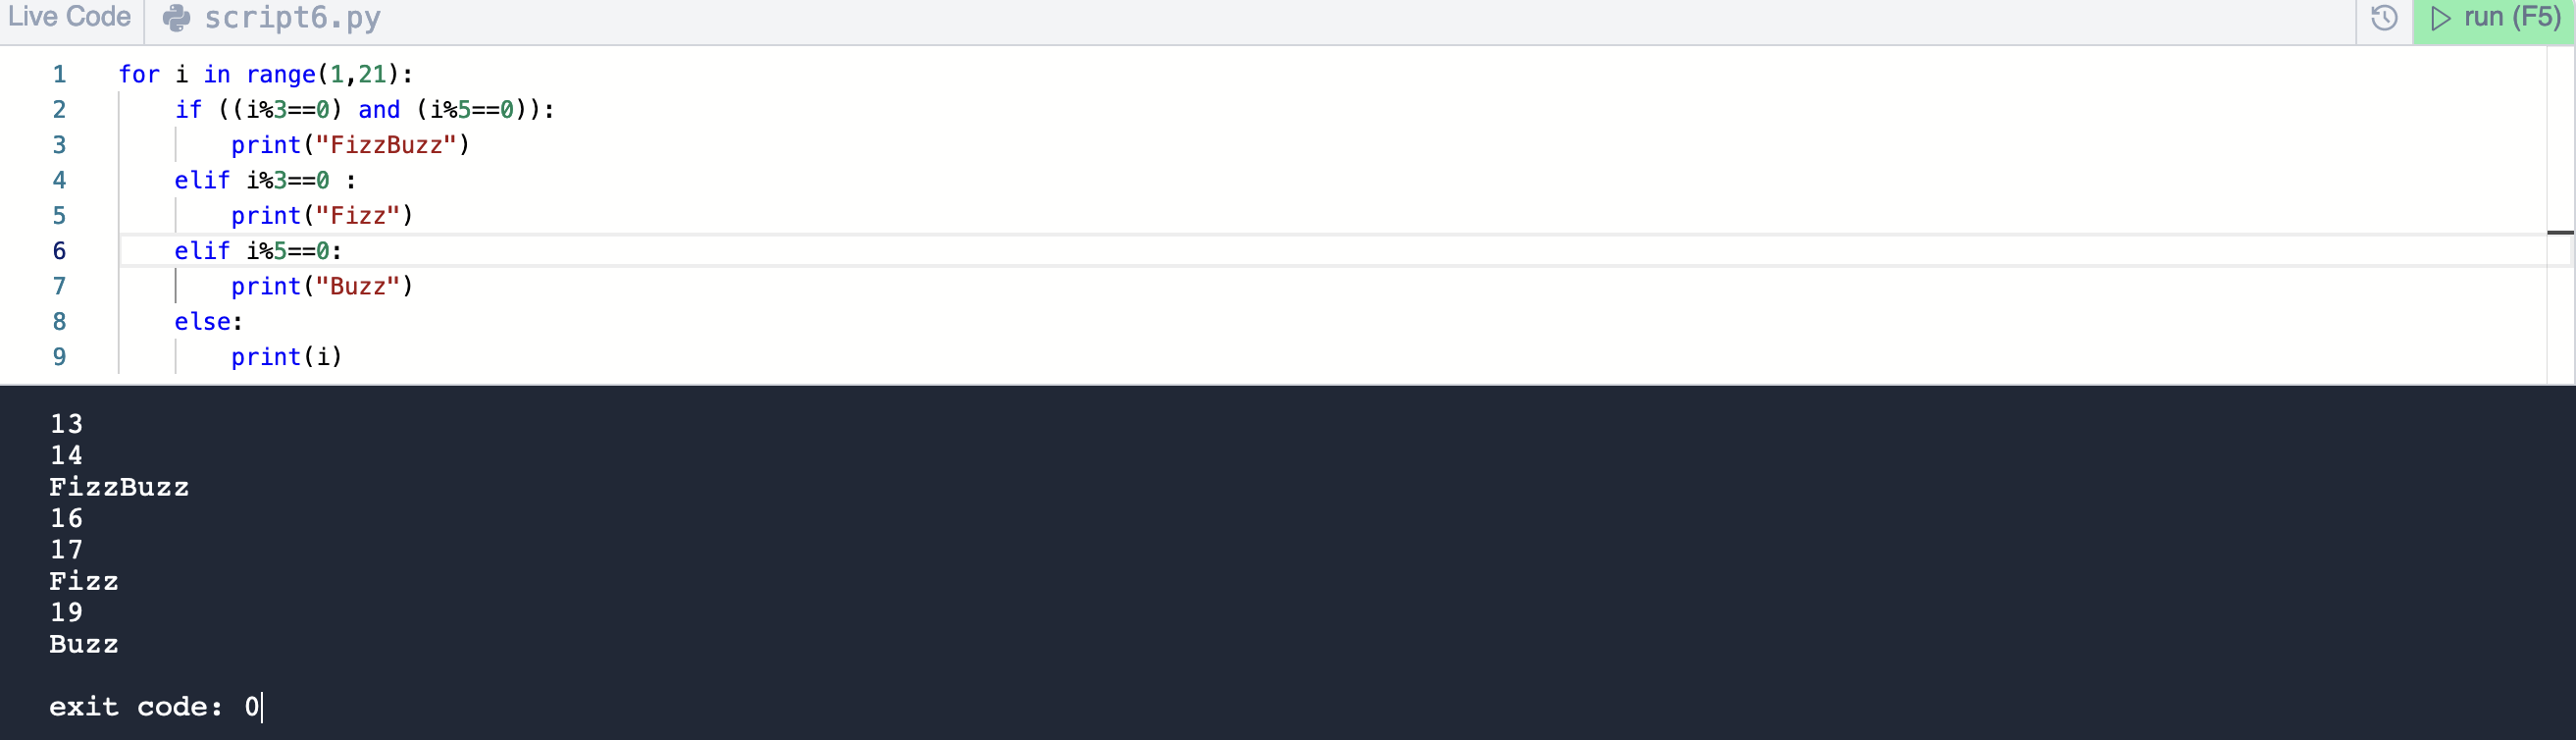 Live Code script6.py run (F5)
1 for i in range(1,21):
2     if ((i%3==0) and (i%5==0)):
3         print("FizzBuzz")
4     elif i%3==0 :
5         print("Fizz")
6     elif i%5==0:
7         print("Buzz")
8     else:
9         print(i)
13
14
FizzBuzz
16
17
Fizz
19
Buzz
exit code: 0